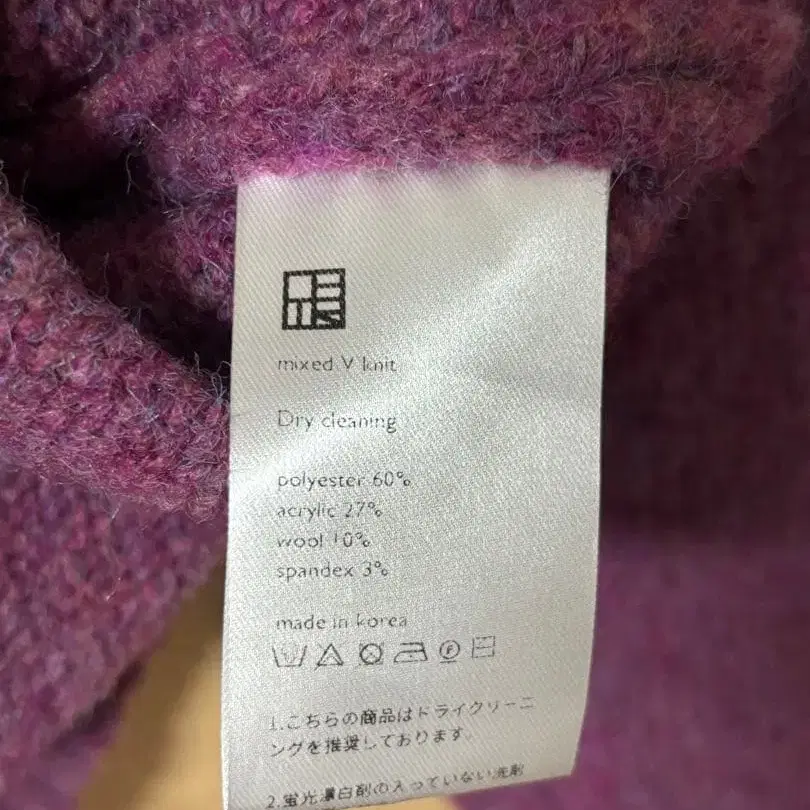 mixed V knit
Dry cleaning
polyester 60%
acrylic 27%
wool 10%
spandex 3%
made in korea
1.こちらの商品はドライクリーニ
ングを推奨しております。
2.蛍光漂白剤の入っていない洗剤